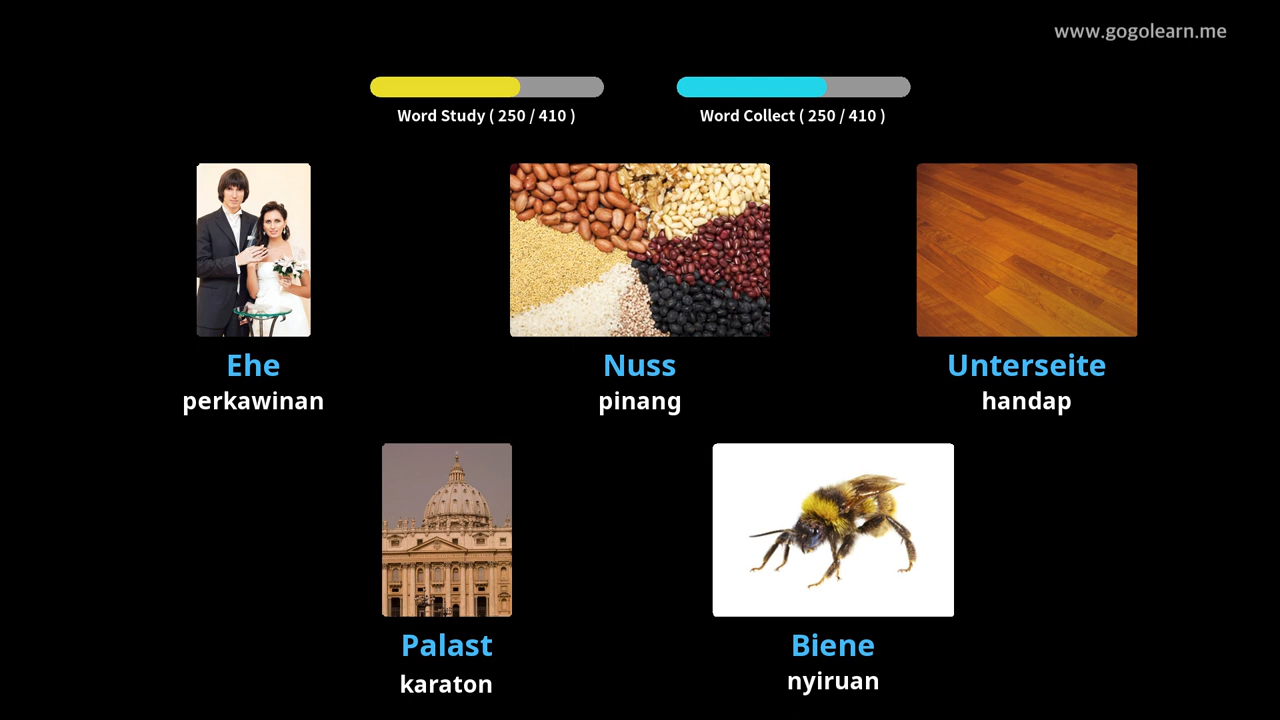 www.gogolearn.me
Word Study ( 250 / 410 )
Word Collect ( 250 / 410 )
Ehe
perkawinan
Nuss
pinang
Unterseite
handap
Palast
karaton
Biene
nyiruan